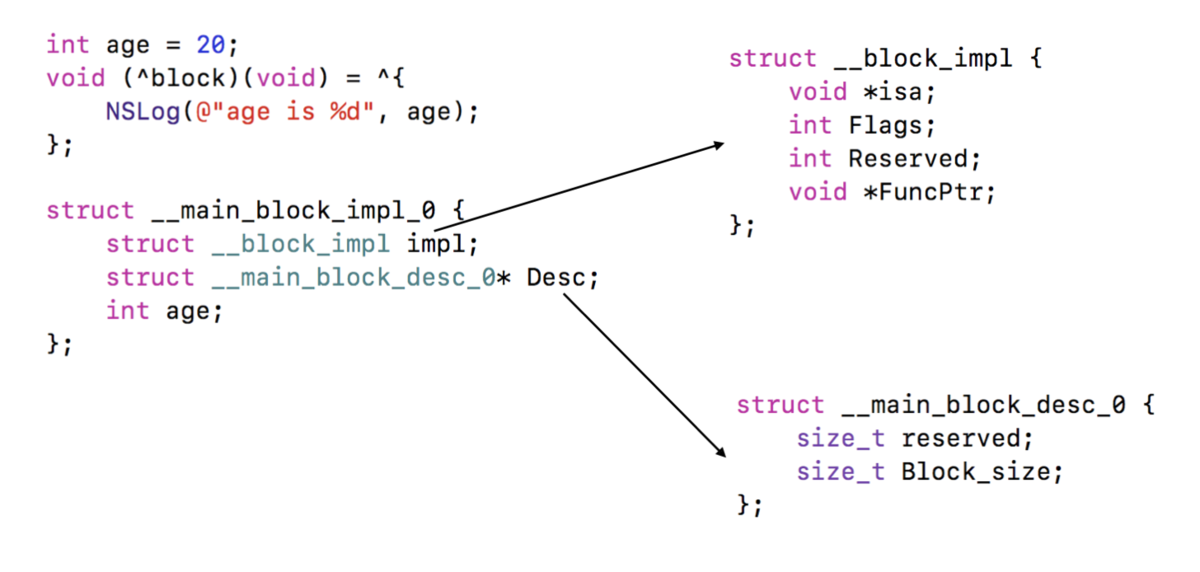 int age = 20;
void (^block)(void) = ^{
    NSLog(@"age is %d", age);
};
struct __main_block_impl_0 {
    struct __block_impl impl;
    struct __main_block_desc_0* Desc;
    int age;
};
struct __block_impl {
    void *isa;
    int Flags;
    int Reserved;
    void *FuncPtr;
};
struct __main_block_desc_0 {
    size_t reserved;
    size_t Block_size;
};